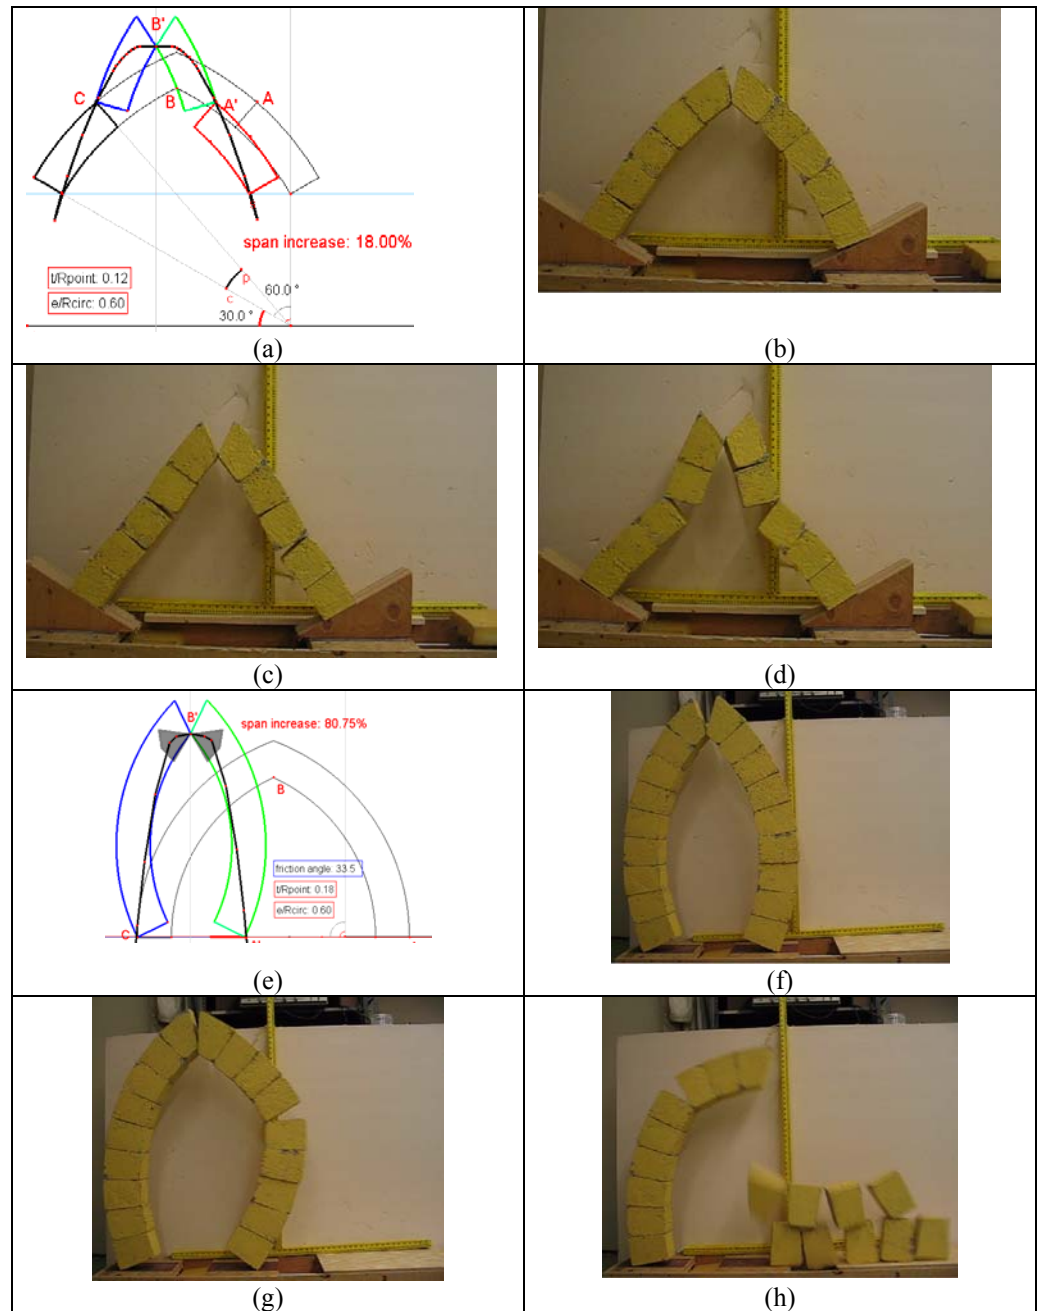 B'
C
B
A'
A
span increase: 18.00%
t/Rpoint: 0.12
e/Rcirc: 0.60
p
c
60.0 °
30.0 °
(a)
(b)
(c)
(d)
B'
span increase: 80.75%
B
friction angle: 33.5
t/Rpoint: 0.18
e/Rcirc: 0.60
C
(e)
(f)
(g)
(h)